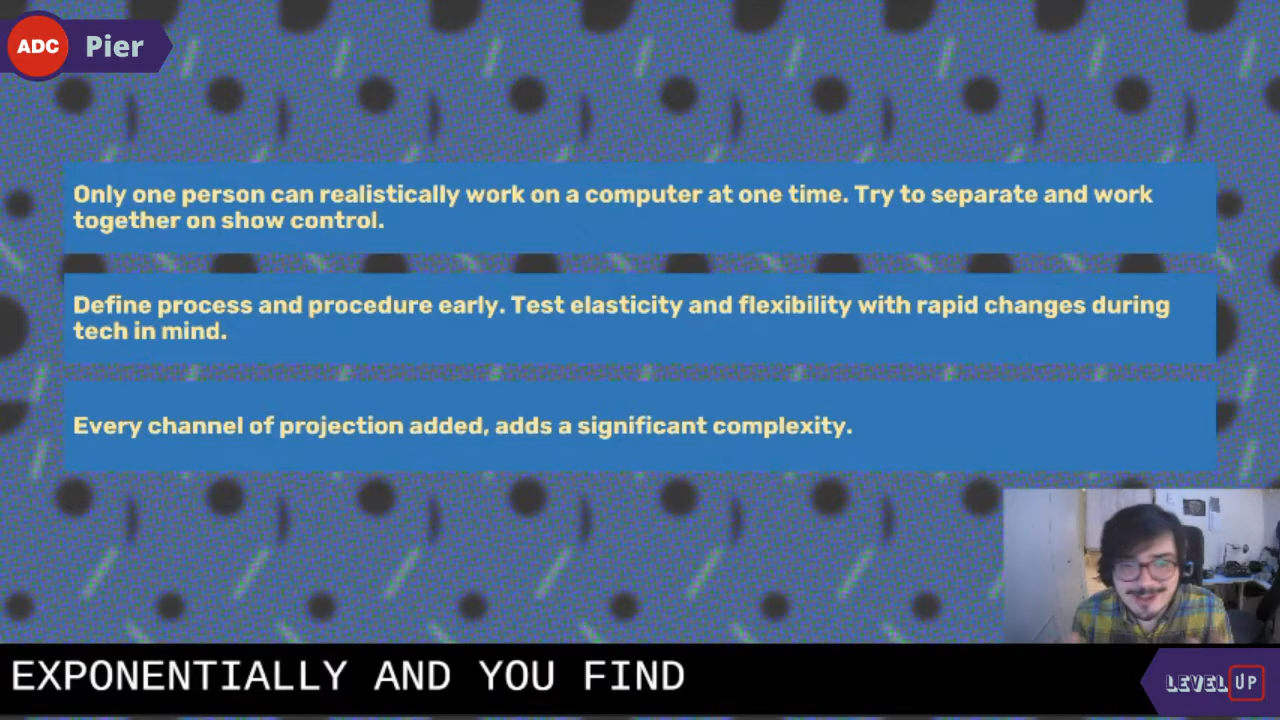 ADC Pier
Only one person can realistically work on a computer at one time. Try to separate and work
together on show control.
Define process and procedure early. Test elasticity and flexibility with rapid changes during
tech in mind.
Every channel of projection added, adds a significant complexity.
EXPONENTIALLY AND YOU FIND
LEVEL UP